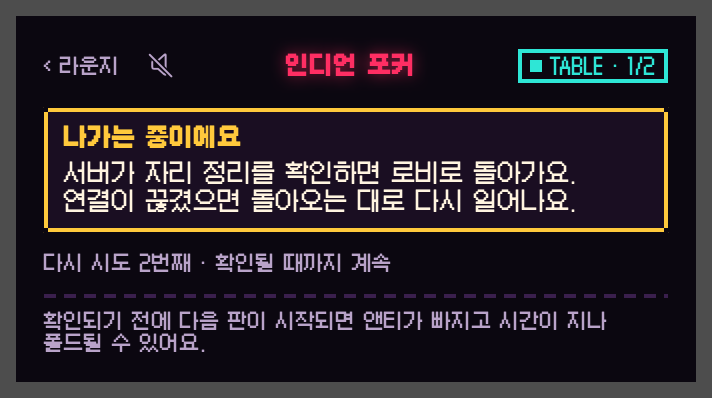 < 라운지
인디언 포커
TABLE · 1/2
나가는 중이에요
서버가 자리 정리를 확인하면 로비로 돌아가요.
연결이 끊겼으면 돌아오는 대로 다시 일어나요.
다시 시도 2번째 · 확인될 때까지 계속
확인되기 전에 다음 판이 시작되면 앤티가 빠지고 시간이 지나
폴드될 수 있어요.